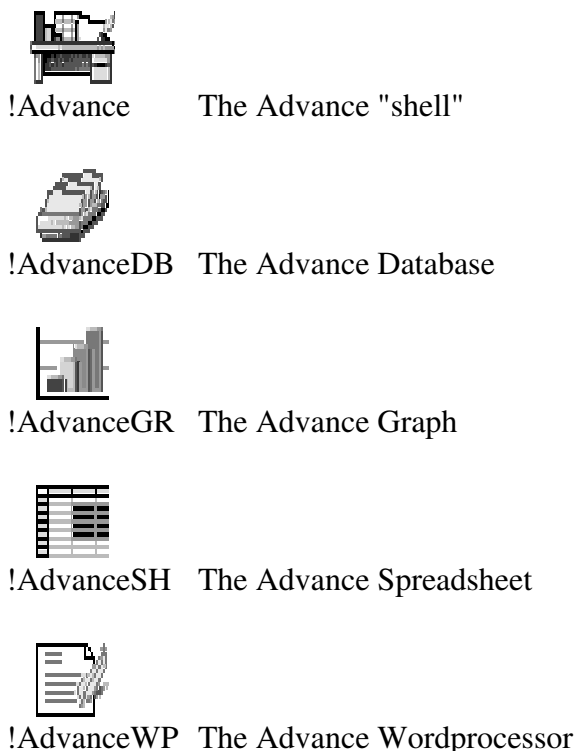 !Advance The Advance "shell"
!AdvanceDB The Advance Database
!AdvanceGR The Advance Graph
!AdvanceSH The Advance Spreadsheet
!AdvanceWP The Advance Wordprocessor